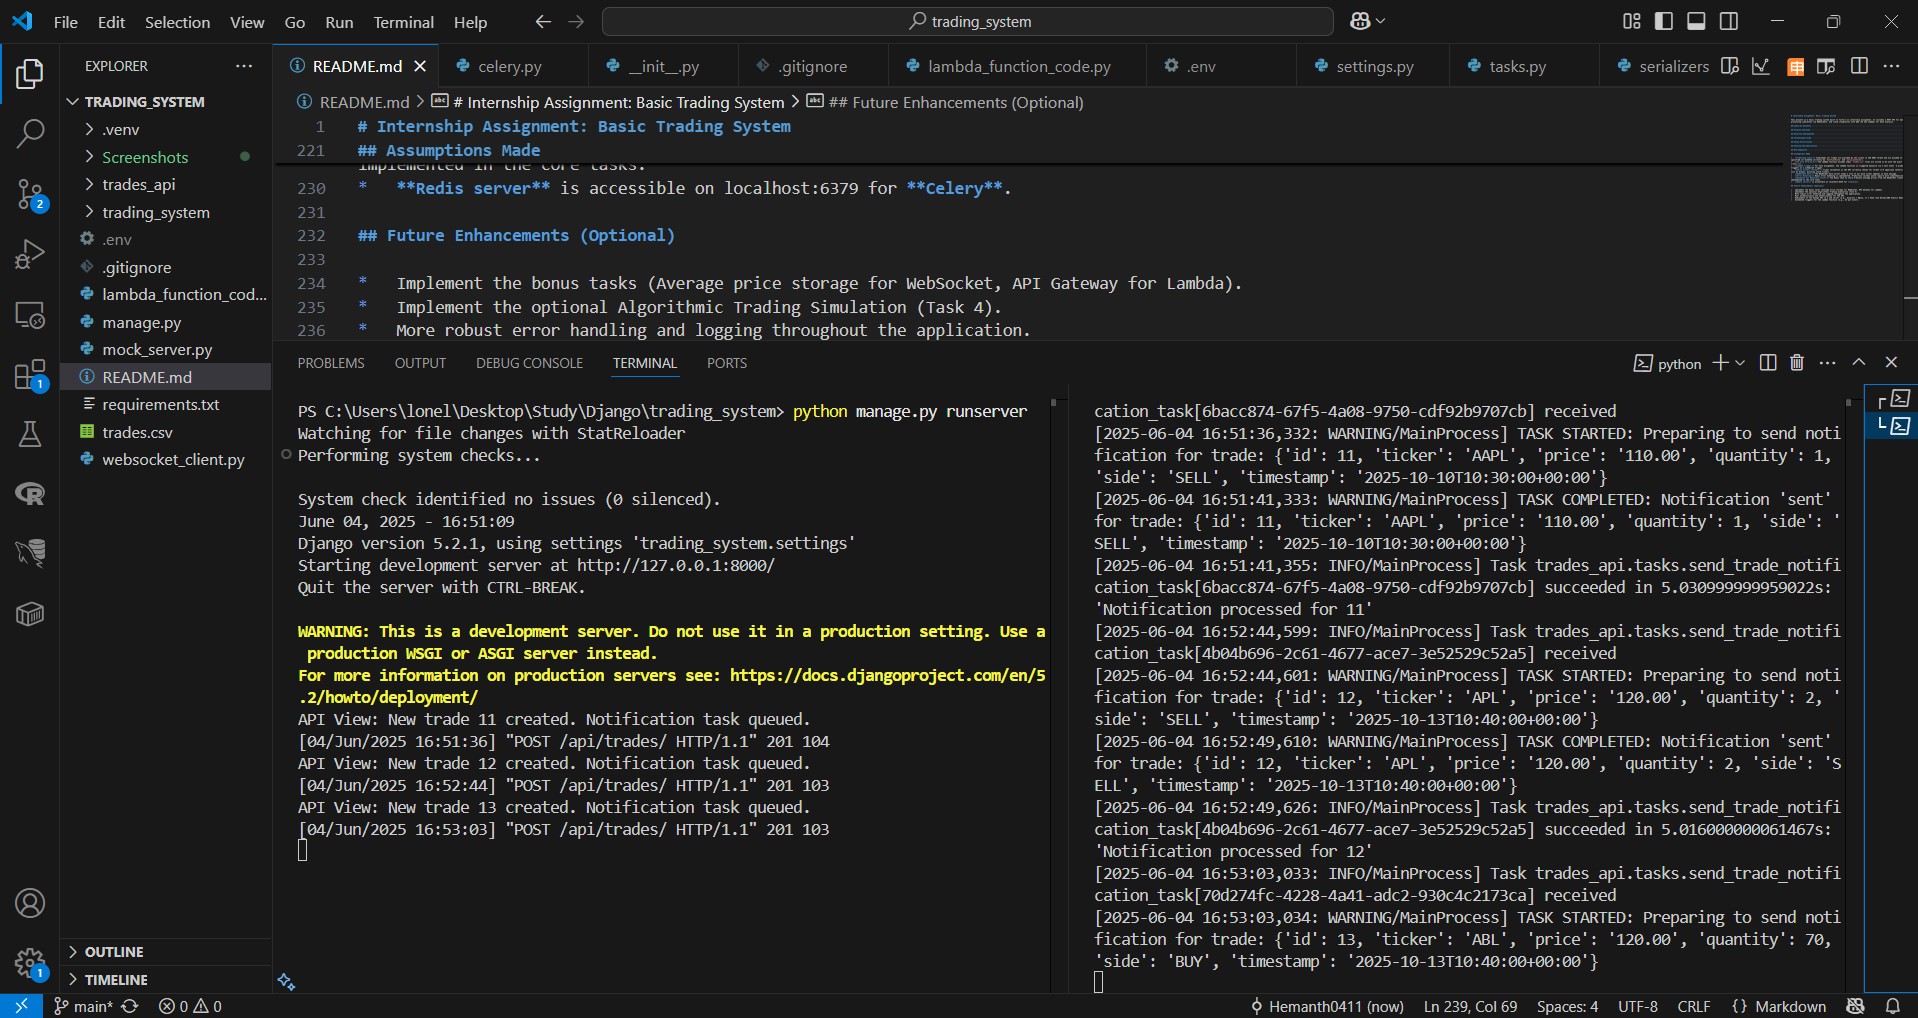 File Edit Selection View Go Run Terminal Help
trading_system
EXPLORER
TRADING_SYSTEM
.venv
Screenshots
trades_api
trading_system
.env
.gitignore
lambda_function_cod...
manage.py
mock_server.py
README.md
requirements.txt
trades.csv
websocket_client.py
OUTLINE
TIMELINE
2
1
1
README.md celery.py __init__.py .gitignore lambda_function_code.py .env settings.py tasks.py serializers
README.md > # Internship Assignment: Basic Trading System > ## Future Enhancements (Optional)
1 # Internship Assignment: Basic Trading System
221 ## Assumptions Made
implemented in the core tasks.
230 * **Redis server** is accessible on localhost:6379 for **Celery**.
231
232 ## Future Enhancements (Optional)
233
234 * Implement the bonus tasks (Average price storage for WebSocket, API Gateway for Lambda).
235 * Implement the optional Algorithmic Trading Simulation (Task 4).
236 * More robust error handling and logging throughout the application.
PROBLEMS OUTPUT DEBUG CONSOLE TERMINAL PORTS
python
PS C:\Users\lonel\Desktop\Study\Django\trading_system> python manage.py runserver
Watching for file changes with StatReloader
Performing system checks...
System check identified no issues (0 silenced).
June 04, 2025 - 16:51:09
Django version 5.2.1, using settings 'trading_system.settings'
Starting development server at http://127.0.0.1:8000/
Quit the server with CTRL-BREAK.
WARNING: This is a development server. Do not use it in a production setting. Use a
production WSGI or ASGI server instead.
For more information on production servers see: https://docs.djangoproject.com/en/5
.2/howto/deployment/
API View: New trade 11 created. Notification task queued.
[04/Jun/2025 16:51:36] "POST /api/trades/ HTTP/1.1" 201 104
API View: New trade 12 created. Notification task queued.
[04/Jun/2025 16:52:44] "POST /api/trades/ HTTP/1.1" 201 103
API View: New trade 13 created. Notification task queued.
[04/Jun/2025 16:53:03] "POST /api/trades/ HTTP/1.1" 201 103
cation_task[6bacc874-67f5-4a08-9750-cdf92b9707cb] received
[2025-06-04 16:51:36,332: WARNING/MainProcess] TASK STARTED: Preparing to send noti
fication for trade: {'id': 11, 'ticker': 'AAPL', 'price': '110.00', 'quantity': 1,
'side': 'SELL', 'timestamp': '2025-10-10T10:30:00+00:00'}
[2025-06-04 16:51:41,333: WARNING/MainProcess] TASK COMPLETED: Notification 'sent'
for trade: {'id': 11, 'ticker': 'AAPL', 'price': '110.00', 'quantity': 1, 'side': '
SELL', 'timestamp': '2025-10-10T10:30:00+00:00'}
[2025-06-04 16:51:41,355: INFO/MainProcess] Task trades_api.tasks.send_trade_notifi
cation_task[6bacc874-67f5-4a08-9750-cdf92b9707cb] succeeded in 5.030999999959022s:
'Notification processed for 11'
[2025-06-04 16:52:44,599: INFO/MainProcess] Task trades_api.tasks.send_trade_notifi
cation_task[4b04b696-2c61-4677-ace7-3e52529c52a5] received
[2025-06-04 16:52:44,601: WARNING/MainProcess] TASK STARTED: Preparing to send noti
fication for trade: {'id': 12, 'ticker': 'APL', 'price': '120.00', 'quantity': 2, '
side': 'SELL', 'timestamp': '2025-10-13T10:40:00+00:00'}
[2025-06-04 16:52:49,610: WARNING/MainProcess] TASK COMPLETED: Notification 'sent'
for trade: {'id': 12, 'ticker': 'APL', 'price': '120.00', 'quantity': 2, 'side': 'S
ELL', 'timestamp': '2025-10-13T10:40:00+00:00'}
[2025-06-04 16:52:49,626: INFO/MainProcess] Task trades_api.tasks.send_trade_notifi
cation_task[4b04b696-2c61-4677-ace7-3e52529c52a5] succeeded in 5.016000000061467s:
'Notification processed for 12'
[2025-06-04 16:53:03,033: INFO/MainProcess] Task trades_api.tasks.send_trade_notifi
cation_task[70d274fc-4228-4a41-adc2-930c4c2173ca] received
[2025-06-04 16:53:03,034: WARNING/MainProcess] TASK STARTED: Preparing to send noti
fication for trade: {'id': 13, 'ticker': 'ABL', 'price': '120.00', 'quantity': 70,
'side': 'BUY', 'timestamp': '2025-10-13T10:40:00+00:00'}
main* 0 0 Hemanth0411 (now) Ln 239, Col 69 Spaces: 4 UTF-8 CRLF {} Markdown